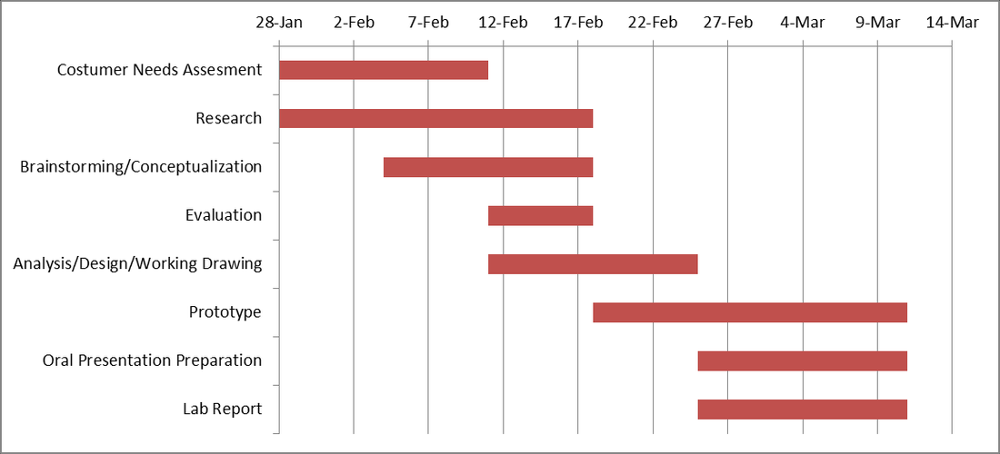 28-Jan 2-Feb 7-Feb 12-Feb 17-Feb 22-Feb 27-Feb 4-Mar 9-Mar 14-Mar
Costumer Needs Assesment
Research
Brainstorming/Conceptualization
Evaluation
Analysis/Design/Working Drawing
Prototype
Oral Presentation Preparation
Lab Report